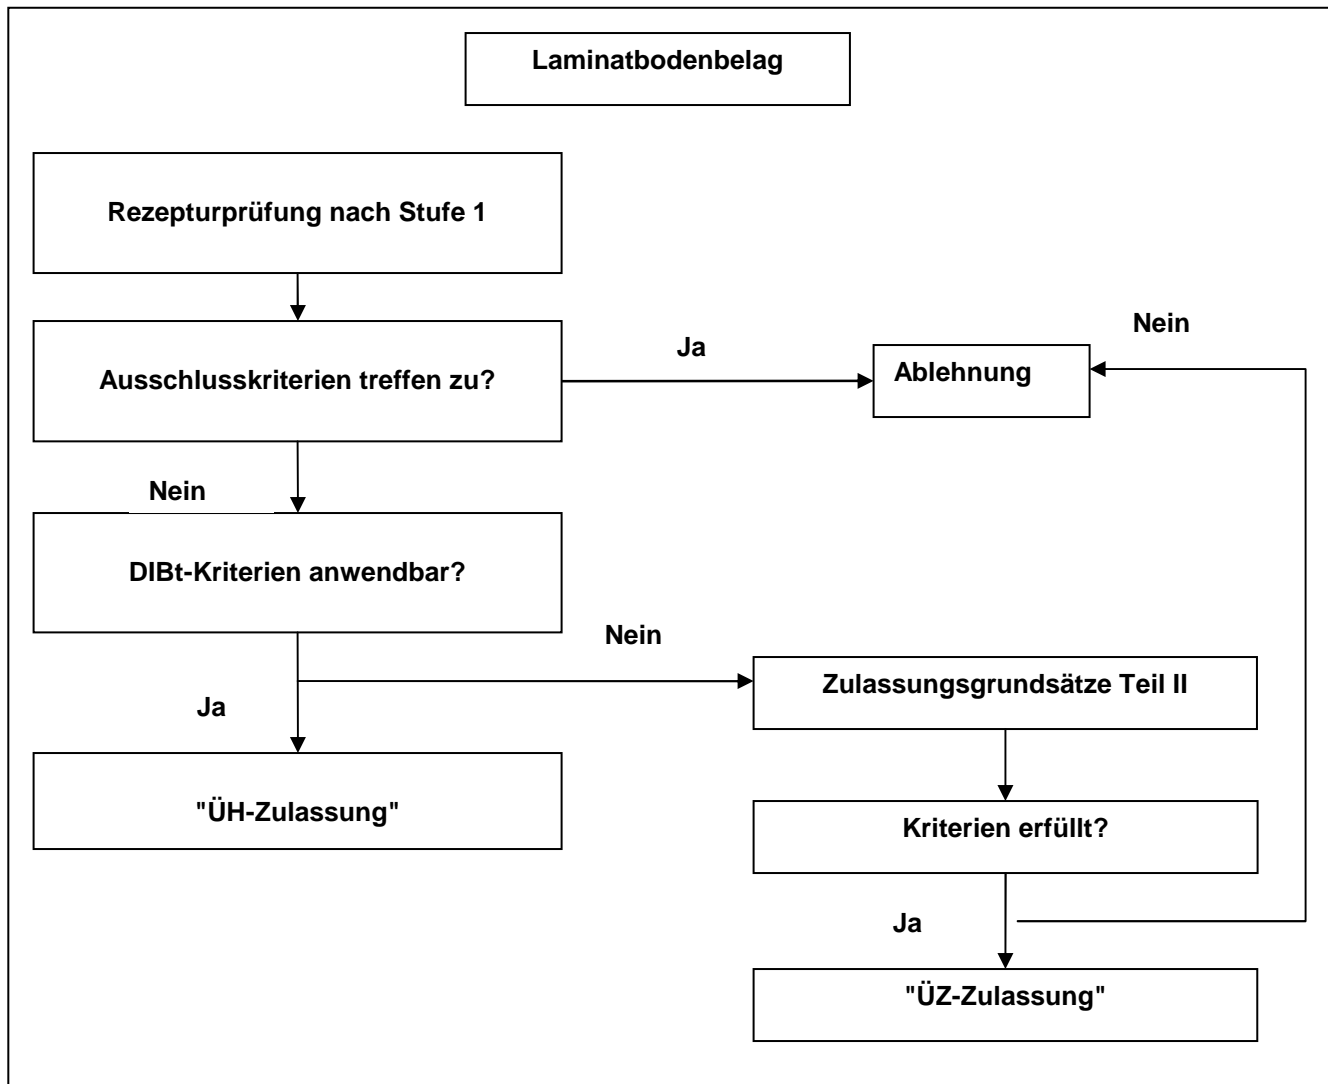 Laminatbodenbelag
Rezepturprüfung nach Stufe 1
Nein
Ja
Ausschlusskriterien treffen zu?
Ablehnung
Nein
DIBt-Kriterien anwendbar?
Nein
Zulassungsgrundsätze Teil II
Ja
"ÜH-Zulassung"
Kriterien erfüllt?
Ja
"ÜZ-Zulassung"